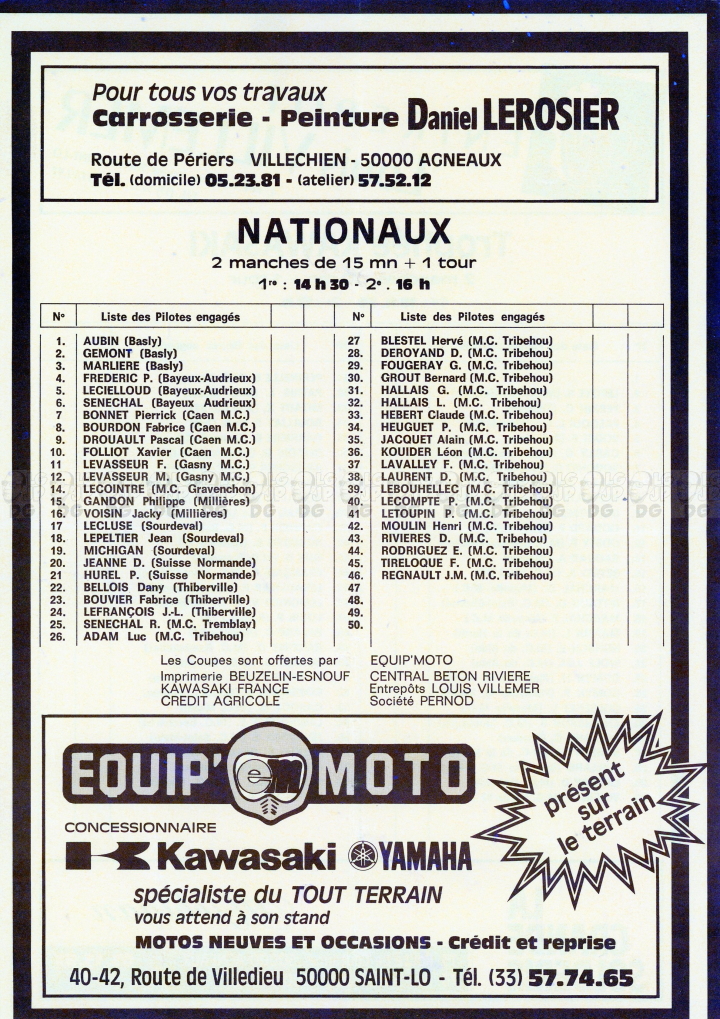 Pour tous vos travaux
Carrosserie - Peinture Daniel LEROSIER
Route de Périers VILLECHIEN - 50000 AGNEAUX
Tél. (domicile) 05.23.81 - (atelier) 57.52.12
NATIONAUX
2 manches de 15 mn + 1 tour
1re : 14 h 30 - 2e . 16 h
N° Liste des Pilotes engagés
1. AUBIN (Basly)
2. GEMONT (Basly)
3. MARLIERE (Basly)
4. FREDERIC P. (Bayeux-Audrieux)
5. LECIELLOUD (Bayeux-Audrieux)
6. SENECHAL (Bayeux Audrieux)
7 BONNET Pierrick (Caen M.C.)
8. BOURDON Fabrice (Caen M.C.)
9. DROUAULT Pascal (Caen M.C.)
10. FOLLIOT Xavier (Caen M.C.)
11 LEVASSEUR F. (Gasny M.C.)
12. LEVASSEUR M. (Gasny M.C.)
14. LECOINTRE (M.C. Gravenchon)
15. GANDON Philippe (Millières)
16. VOISIN Jacky (Millières)
17 LECLUSE (Sourdeval)
18. LEPELTIER Jean (Sourdeval)
19. MICHIGAN (Sourdeval)
20. JEANNE D. (Suisse Normande)
21 HUREL P. (Suisse Normande)
22. BELLOIS Dany (Thiberville)
23. BOUVIER Fabrice (Thiberville)
24. LEFRANÇOIS J.-L. (Thiberville)
25. SENECHAL R. (M.C. Tremblay)
26. ADAM Luc (M.C. Tribehou)
N° Liste des Pilotes engagés
27 BLESTEL Hervé (M.C. Tribehou)
28. DEROYAND D. (M.C. Tribehou)
29. FOUGERAY G. (M.C. Tribehou)
30. GROUT Bernard (M.C. Tribehou)
31. HALLAIS G. (M.C. Tribehou)
32. HALLAIS L. (M.C. Tribehou)
33. HEBERT Claude (M.C. Tribehou)
34. HEUGUET P. (M.C. Tribehou)
35. JACQUET Alain (M.C. Tribehou)
36. KOUIDER Léon (M.C. Tribehou)
37 LAVALLEY F. (M.C. Tribehou)
38. LAURENT D. (M.C. Tribehou)
39. LEBOUHELLEC (M.C. Tribehou)
40. LECOMPTE P. (M.C. Tribehou)
41 LETOUPIN P. (M.C. Tribehou)
42. MOULIN Henri (M.C. Tribehou)
43. RIVIERES D. (M.C. Tribehou)
44. RODRIGUEZ E. (M.C. Tribehou)
45. TIRELOQUE F. (M.C. Tribehou)
46. REGNAULT J.M. (M.C. Tribehou)
47
48.
49.
50.
Les Coupes sont offertes par EQUIP'MOTO
Imprimerie BEUZELIN-ESNOUF CENTRAL BETON RIVIERE
KAWASAKI FRANCE Entrepôts LOUIS VILLEMER
CREDIT AGRICOLE Société PERNOD
EQUIP' em MOTO
présent
sur
le terrain
CONCESSIONNAIRE
Kawasaki YAMAHA
spécialiste du TOUT TERRAIN
vous attend à son stand
MOTOS NEUVES ET OCCASIONS - Crédit et reprise
40-42, Route de Villedieu 50000 SAINT-LO - Tél. (33) 57.74.65